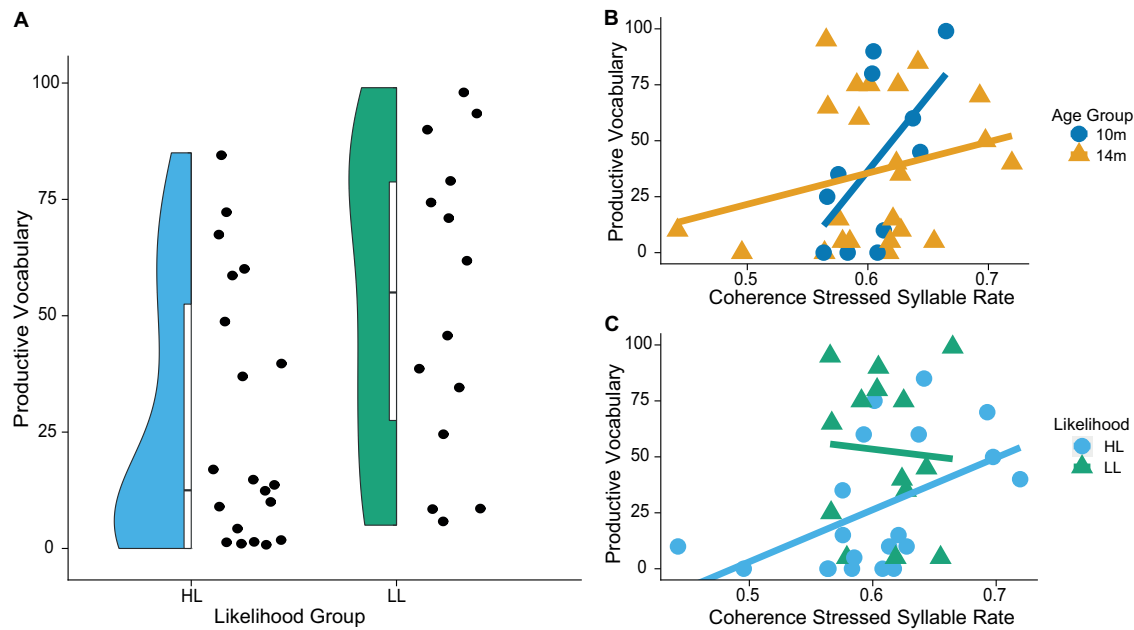 A
Productive Vocabulary
100
75
50
25
0
HL
LL
Likelihood Group
B
Productive Vocabulary
100
75
50
25
0
0.5
0.6
0.7
Coherence Stressed Syllable Rate
Age Group
10m
14m
C
Productive Vocabulary
100
75
50
25
0
0.5
0.6
0.7
Coherence Stressed Syllable Rate
Likelihood
HL
LL